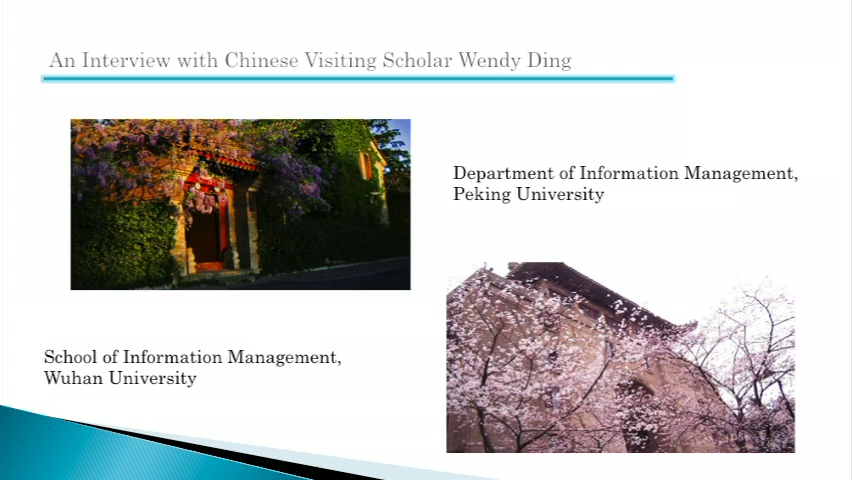 An Interview with Chinese Visiting Scholar Wendy Ding
Department of Information Management,
Peking University
School of Information Management,
Wuhan University